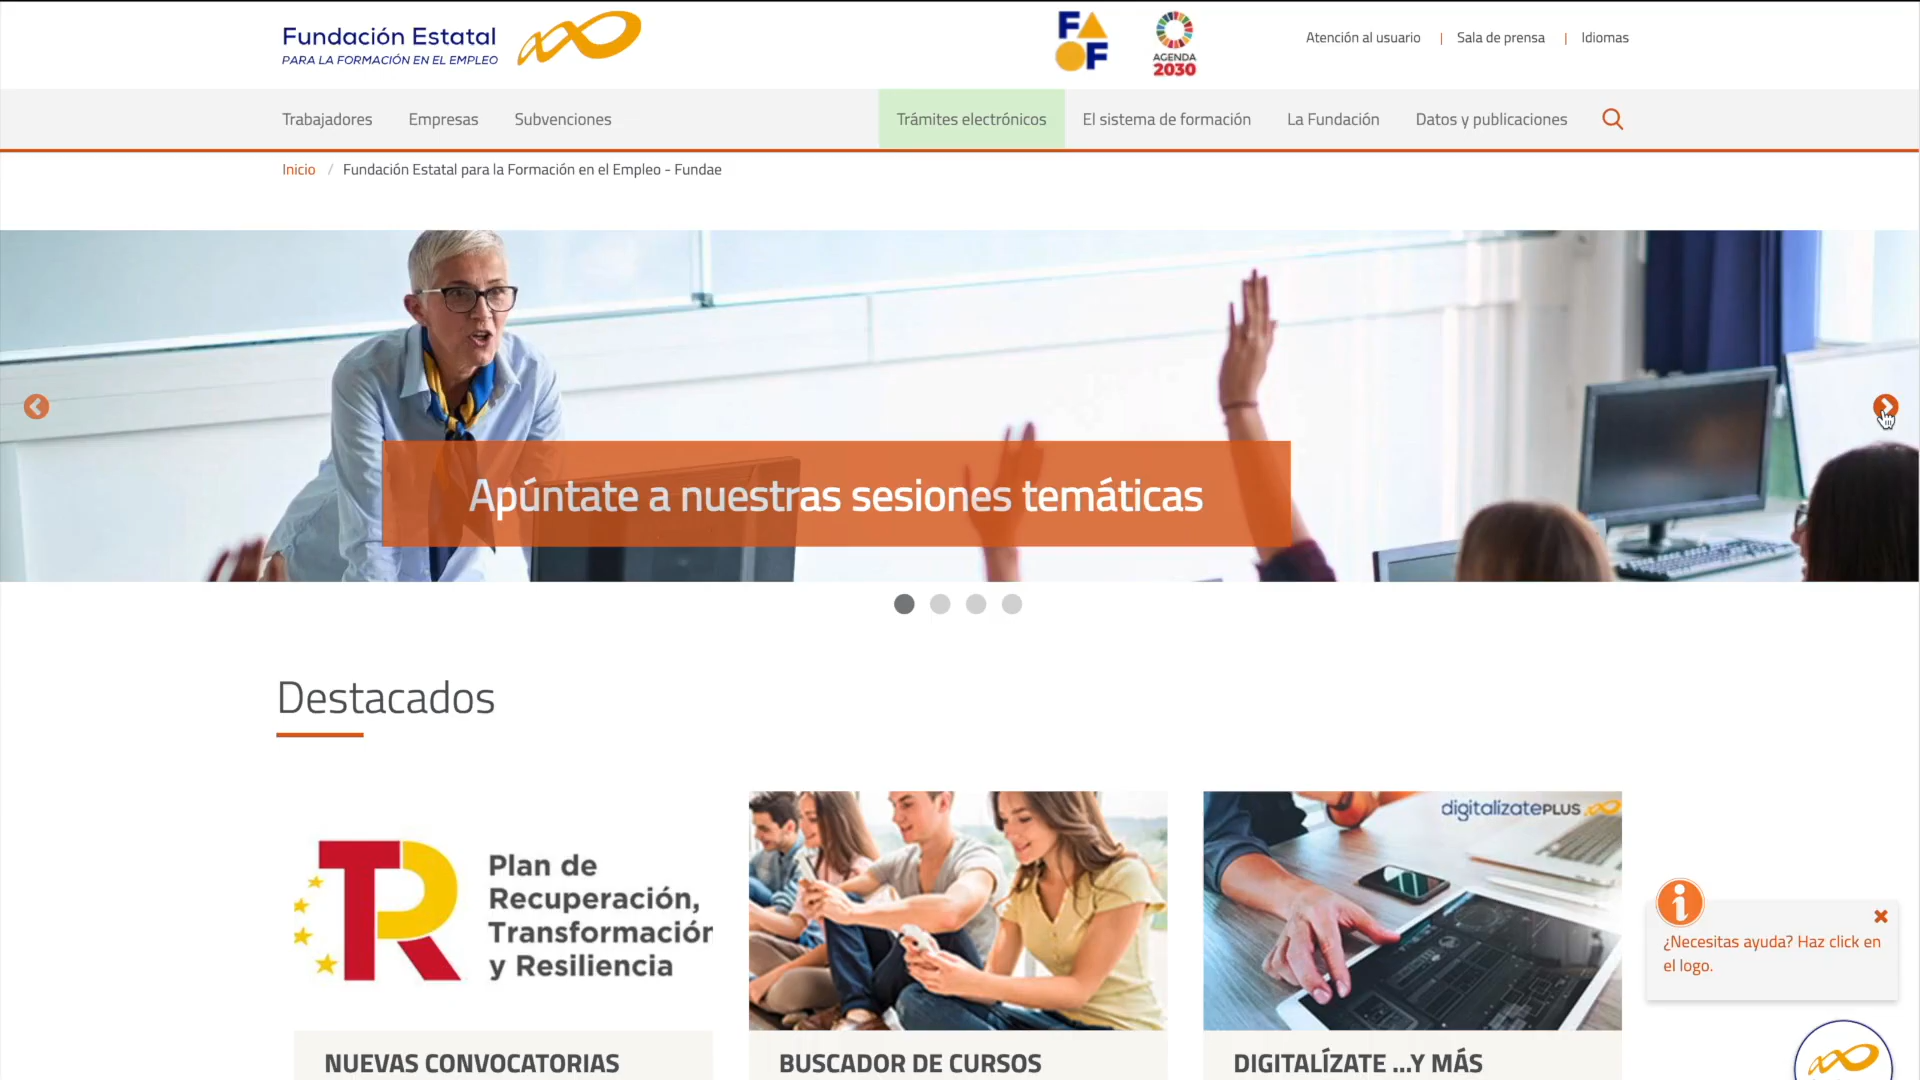 Fundación Estatal
PARA LA FORMACIÓN EN EL EMPLEO
FAOF
AGENDA
2030
Atención al usuario | Sala de prensa | Idiomas
Trabajadores Empresas Subvenciones Trámites electrónicos El sistema de formación La Fundación Datos y publicaciones
Inicio / Fundación Estatal para la Formación en el Empleo - Fundae
Apúntate a nuestras sesiones temáticas
Destacados
TR
Plan de
Recuperación,
Transformación
y Resiliencia
digitalízatePLUS
NUEVAS CONVOCATORIAS
BUSCADOR DE CURSOS
DIGITALÍZATE ...Y MÁS
¿Necesitas ayuda? Haz click en
el logo.